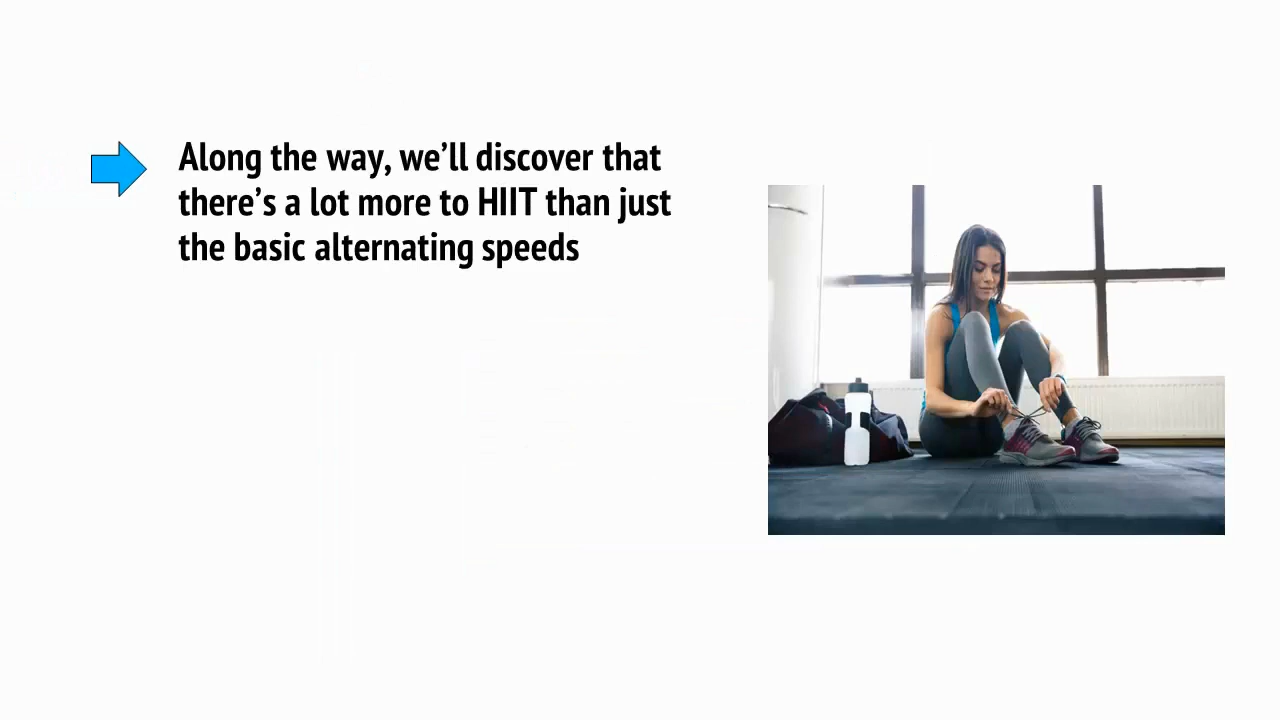 Along the way, we’ll discover that
there’s a lot more to HIIT than just
the basic alternating speeds